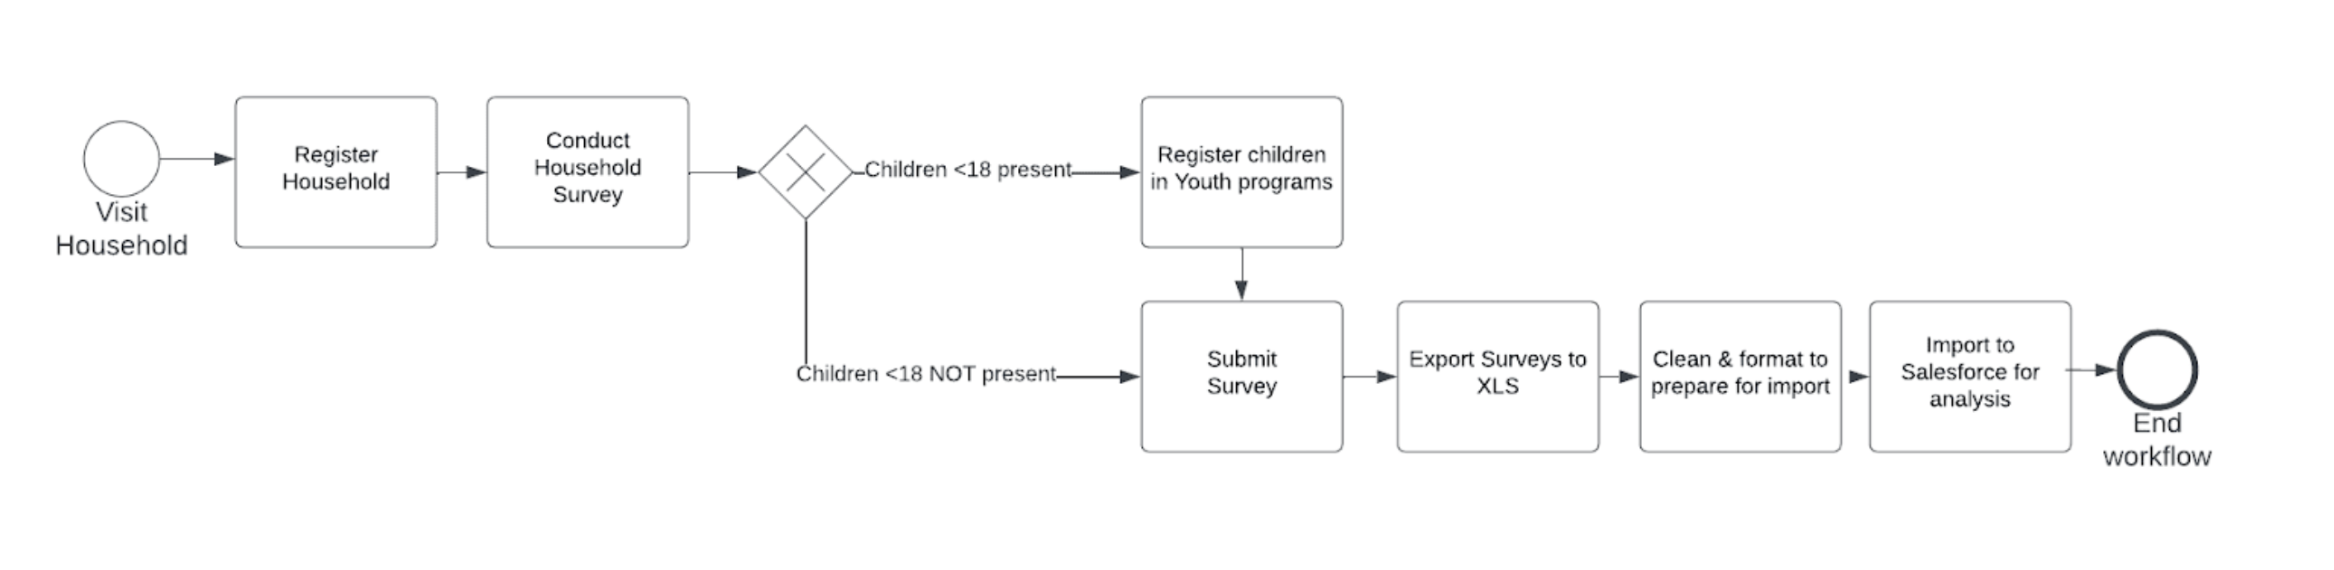 Visit
Household
Register
Household
Conduct
Household
Survey
Children <18 present
Register children
in Youth programs
Children <18 NOT present
Submit
Survey
Export Surveys to
XLS
Clean & format to
prepare for import
Import to
Salesforce for
analysis
End
workflow